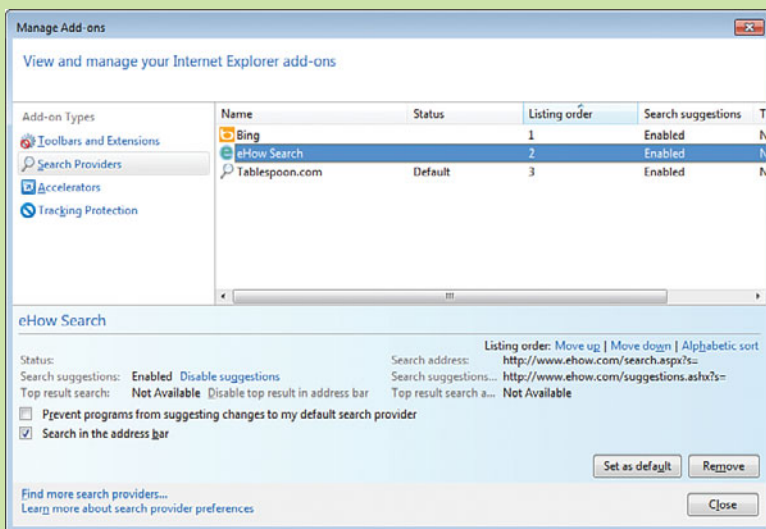 Manage Add-ons
View and manage your Internet Explorer add-ons
Add-on Types
Toolbars and Extensions
Search Providers
Accelerators
Tracking Protection
Name Status Listing order Search suggestions T
Bing 1 Enabled N
eHow Search 2 Enabled N
Tablespoon.com Default 3 Enabled N
eHow Search
Listing order: Move up | Move down | Alphabetic sort
Status: Search address: http://www.ehow.com/search.aspx?s=
Search suggestions: Enabled Disable suggestions Search suggestions... http://www.ehow.com/suggestions.ashx?s=
Top result search: Not Available Disable top result in address bar Top result search a... Not Available
Prevent programs from suggesting changes to my default search provider
Search in the address bar
Set as default Remove
Find more search providers...
Learn more about search provider preferences
Close